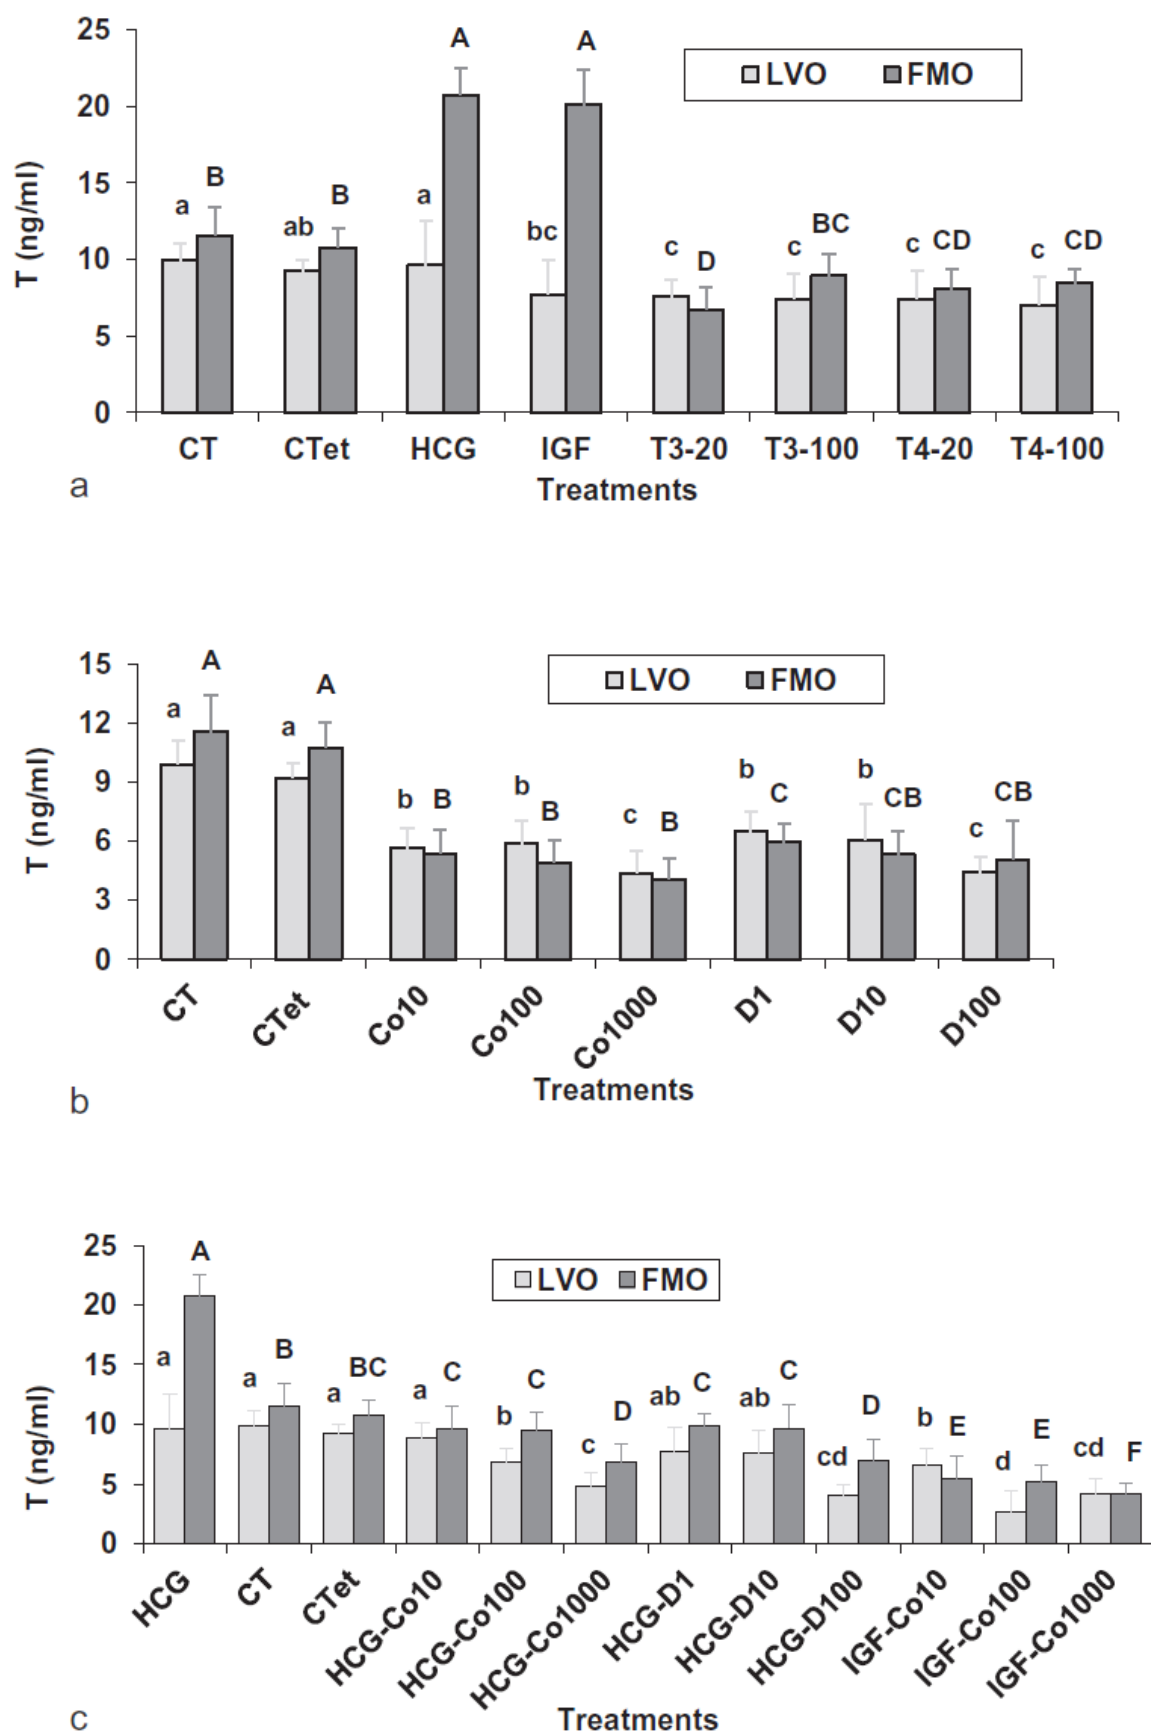 25
20
15
10
5
0
T (ng/ml)
LVO FMO
a B ab B a A bc A c D c BC c CD c CD
CT CTet HCG IGF T3-20 T3-100 T4-20 T4-100
Treatments
a
15
12
9
6
3
0
T (ng/ml)
LVO FMO
a A a A b B b B c B b C b CB c CB
CT CTet Co10 Co100 Co1000 D1 D10 D100
Treatments
b
25
20
15
10
5
0
T (ng/ml)
LVO FMO
a A a B a BC a C b C c D ab C ab C cd D b E d E cd F
HCG CT CTet HCG-Co10 HCG-Co100 HCG-Co1000 HCG-D1 HCG-D10 HCG-D100 IGF-Co10 IGF-Co100 IGF-Co1000
Treatments
c